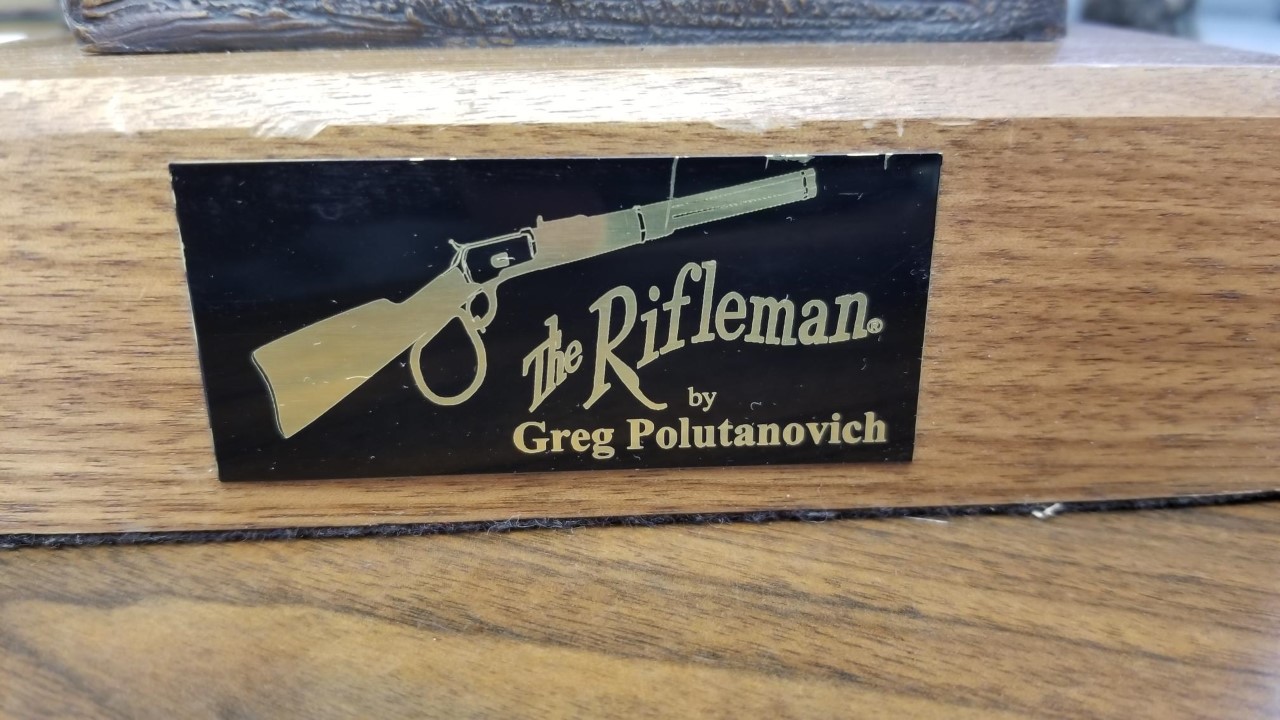 The Rifleman®
by
Greg Polutanovich